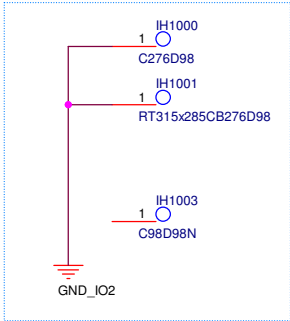 IH1000
1
C276D98
IH1001
1
RT315x285CB276D98
IH1003
1
C98D98N
GND_IO2